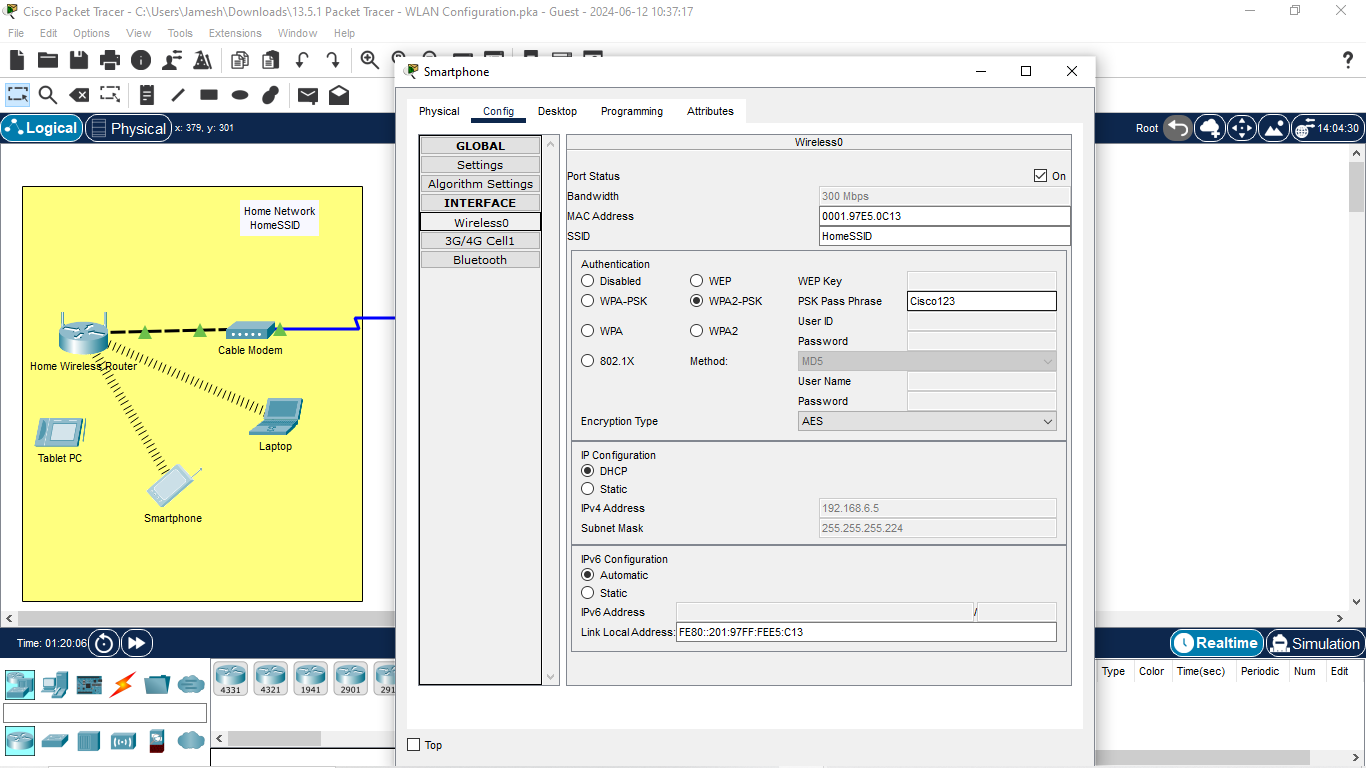 Cisco Packet Tracer - C:\Users\Jamesh\Downloads\13.5.1 Packet Tracer - WLAN Configuration.pka - Guest - 2024-06-12 10:37:17
File Edit Options View Tools Extensions Window Help
?
Smartphone
Physical Config Desktop Programming Attributes
Logical Physical x: 379, y: 301
Root 14:04:30
Home Network
HomeSSID
Home Wireless Router
Cable Modem
Laptop
Tablet PC
Smartphone
GLOBAL
Settings
Algorithm Settings
INTERFACE
Wireless0
3G/4G Cell1
Bluetooth
Wireless0
Port Status On
Bandwidth 300 Mbps
MAC Address 0001.97E5.0C13
SSID HomeSSID
Authentication
Disabled WEP WEP Key
WPA-PSK WPA2-PSK PSK Pass Phrase Cisco123
User ID
WPA WPA2
Password
802.1X Method: MD5
User Name
Password
Encryption Type AES
IP Configuration
DHCP
Static
IPv4 Address 192.168.6.5
Subnet Mask 255.255.255.224
IPv6 Configuration
Automatic
Static
IPv6 Address /
Link Local Address: FE80::201:97FF:FEE5:C13
Top
Time: 01:20:06
Realtime Simulation
4331 4321 1941 2901 291
Type Color Time(sec) Periodic Num Edit